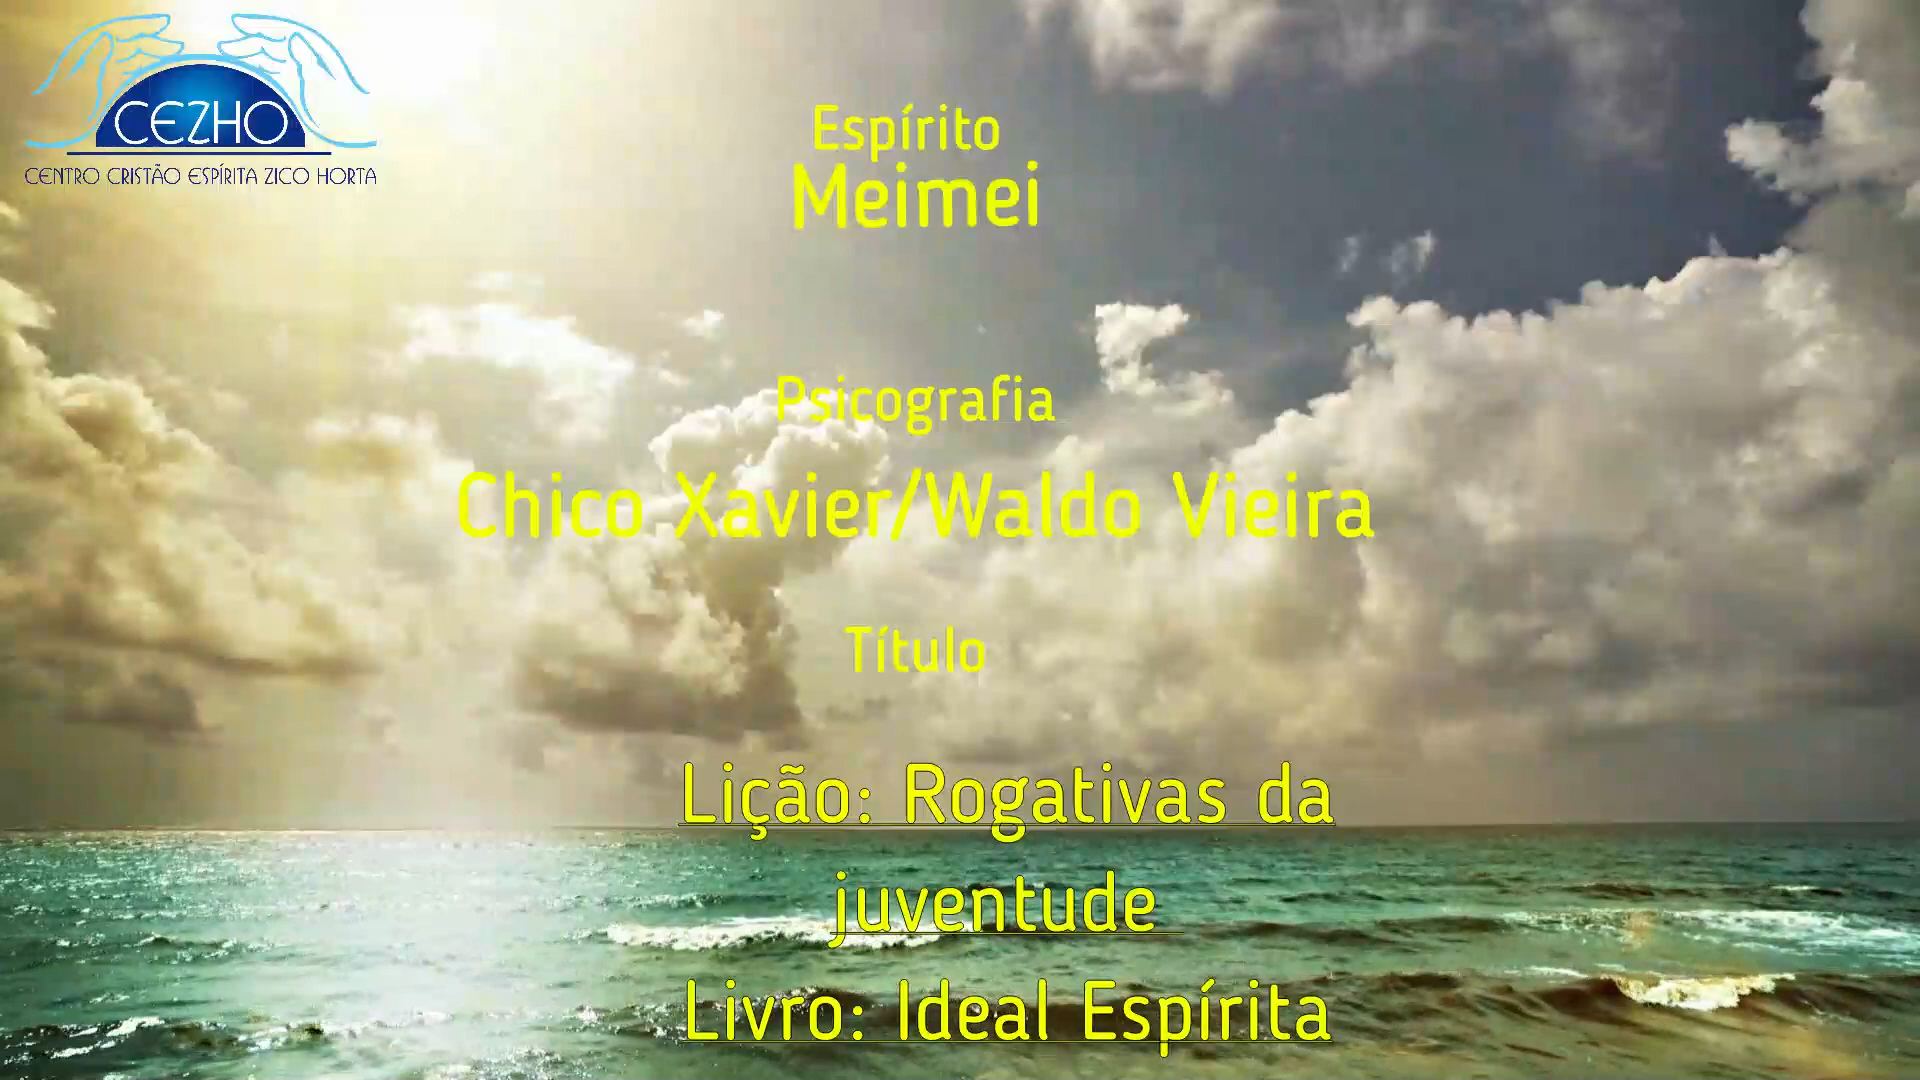 CEZHO
CENTRO CRISTÃO ESPÍRITA ZICO HORTA
Espírito
Meimei
Psicografia
Chico Xavier/Waldo Vieira
Título
Lição: Rogativas da
juventude
Livro: Ideal Espírita